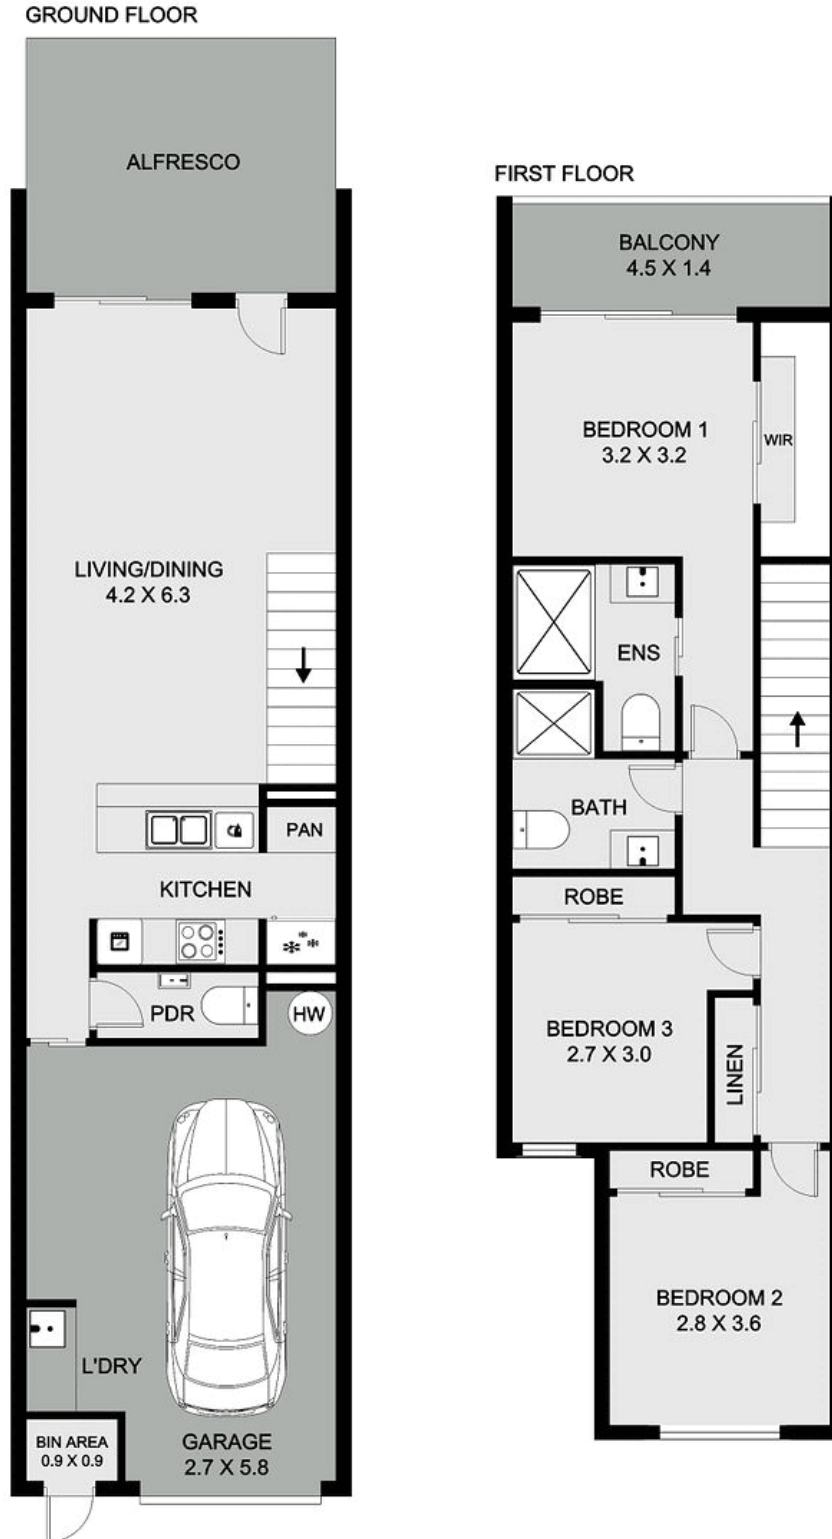 GROUND FLOOR
ALFRESCO
LIVING/DINING
4.2 X 6.3
PAN
KITCHEN
PDR
HW
L'DRY
BIN AREA
0.9 X 0.9
GARAGE
2.7 X 5.8
FIRST FLOOR
BALCONY
4.5 X 1.4
BEDROOM 1
3.2 X 3.2
WIR
ENS
BATH
ROBE
BEDROOM 3
2.7 X 3.0
LINEN
ROBE
BEDROOM 2
2.8 X 3.6